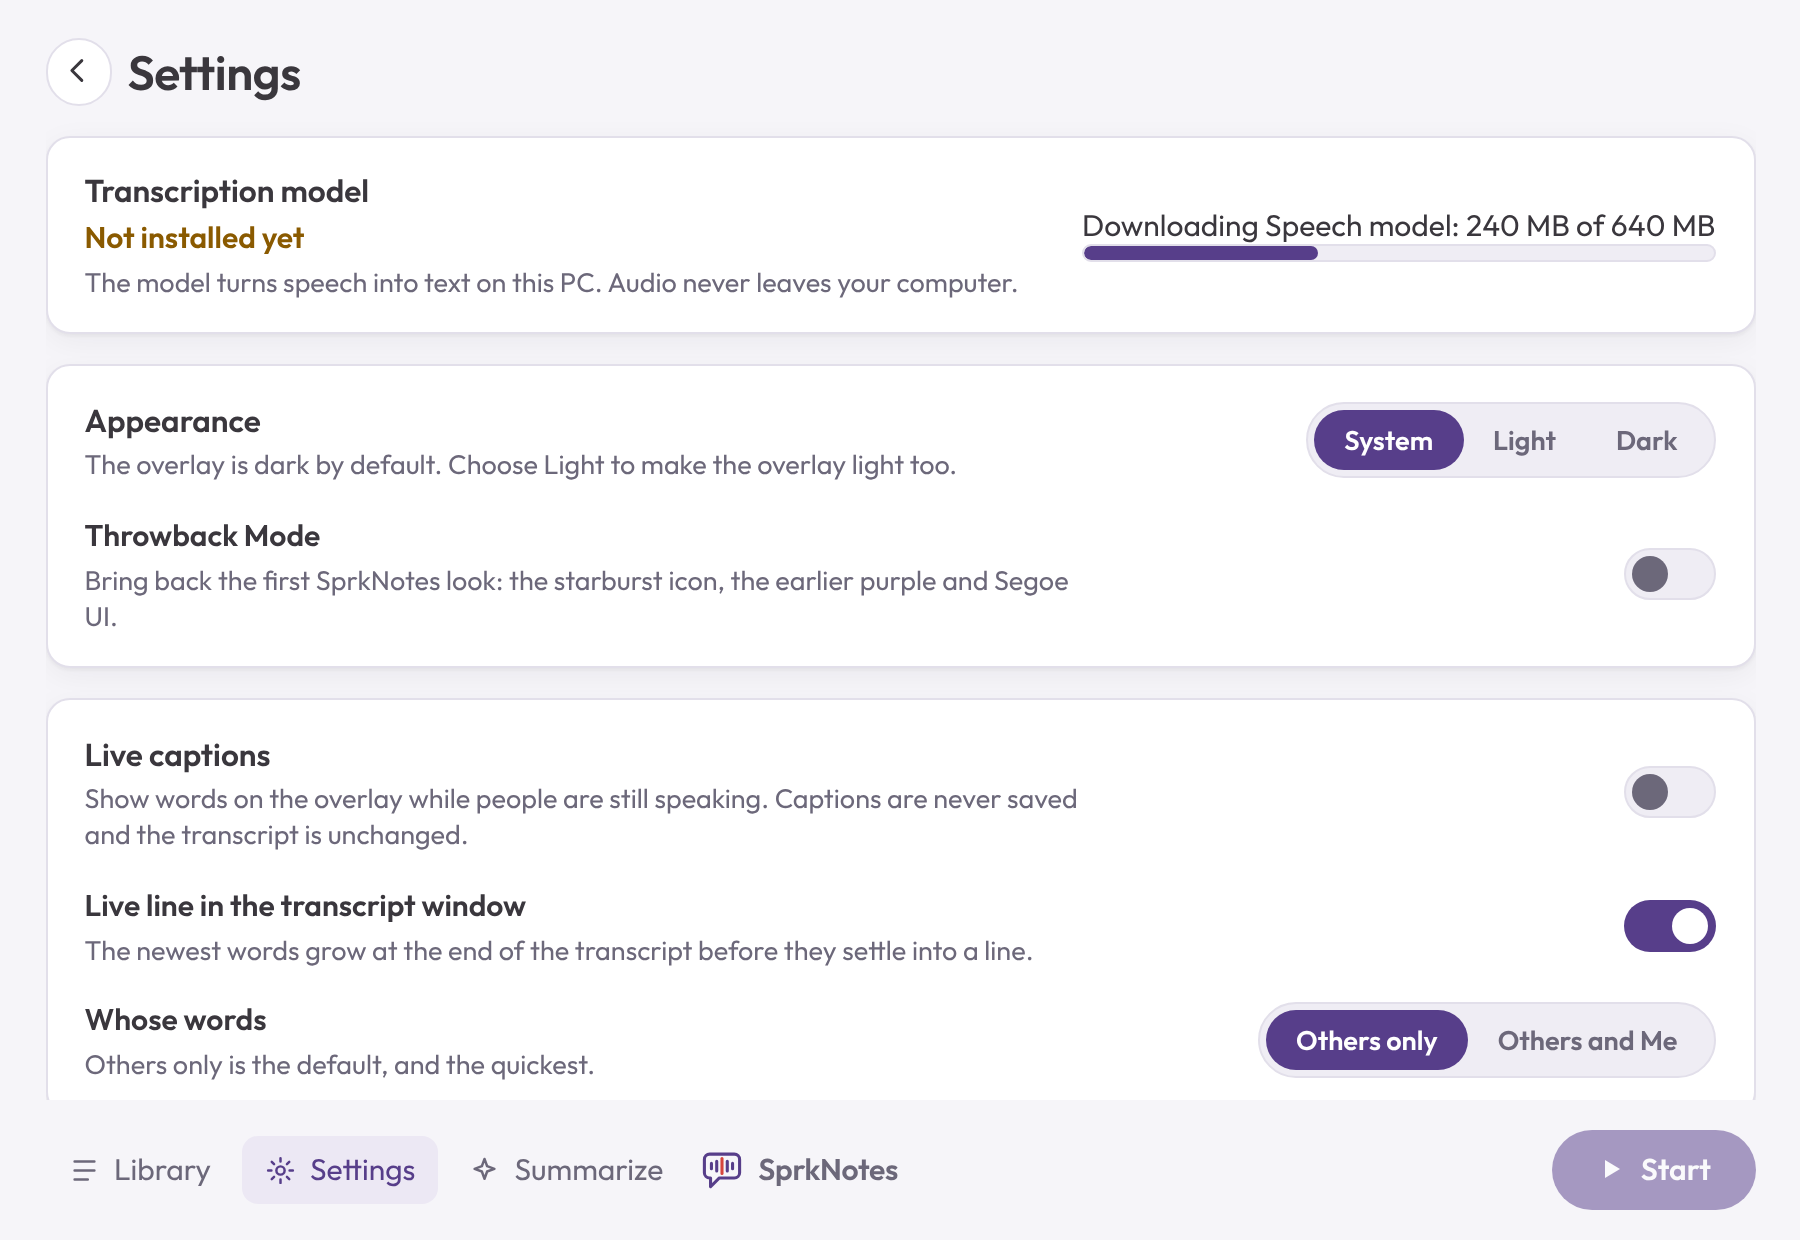 Settings
Transcription model
Not installed yet
The model turns speech into text on this PC. Audio never leaves your computer.
Downloading Speech model: 240 MB of 640 MB
Appearance
The overlay is dark by default. Choose Light to make the overlay light too.
System Light Dark
Throwback Mode
Bring back the first SprkNotes look: the starburst icon, the earlier purple and Segoe
UI.
Live captions
Show words on the overlay while people are still speaking. Captions are never saved
and the transcript is unchanged.
Live line in the transcript window
The newest words grow at the end of the transcript before they settle into a line.
Whose words
Others only is the default, and the quickest.
Others only Others and Me
Library Settings Summarize SprkNotes Start